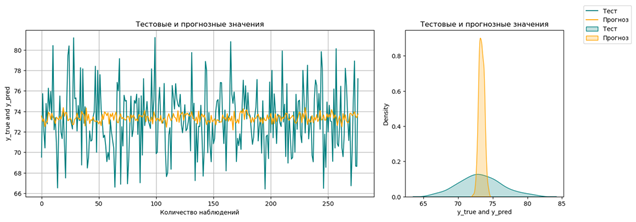 Тестовые и прогнозные значения
y_true and y_pred
82
80
78
76
74
72
70
68
66
0
50
100
150
200
250
Количество наблюдений
Тестовые и прогнозные значения
Density
0.8
0.6
0.4
0.2
0.0
65
70
75
80
85
y_true and y_pred
Тест
Прогноз
Тест
Прогноз